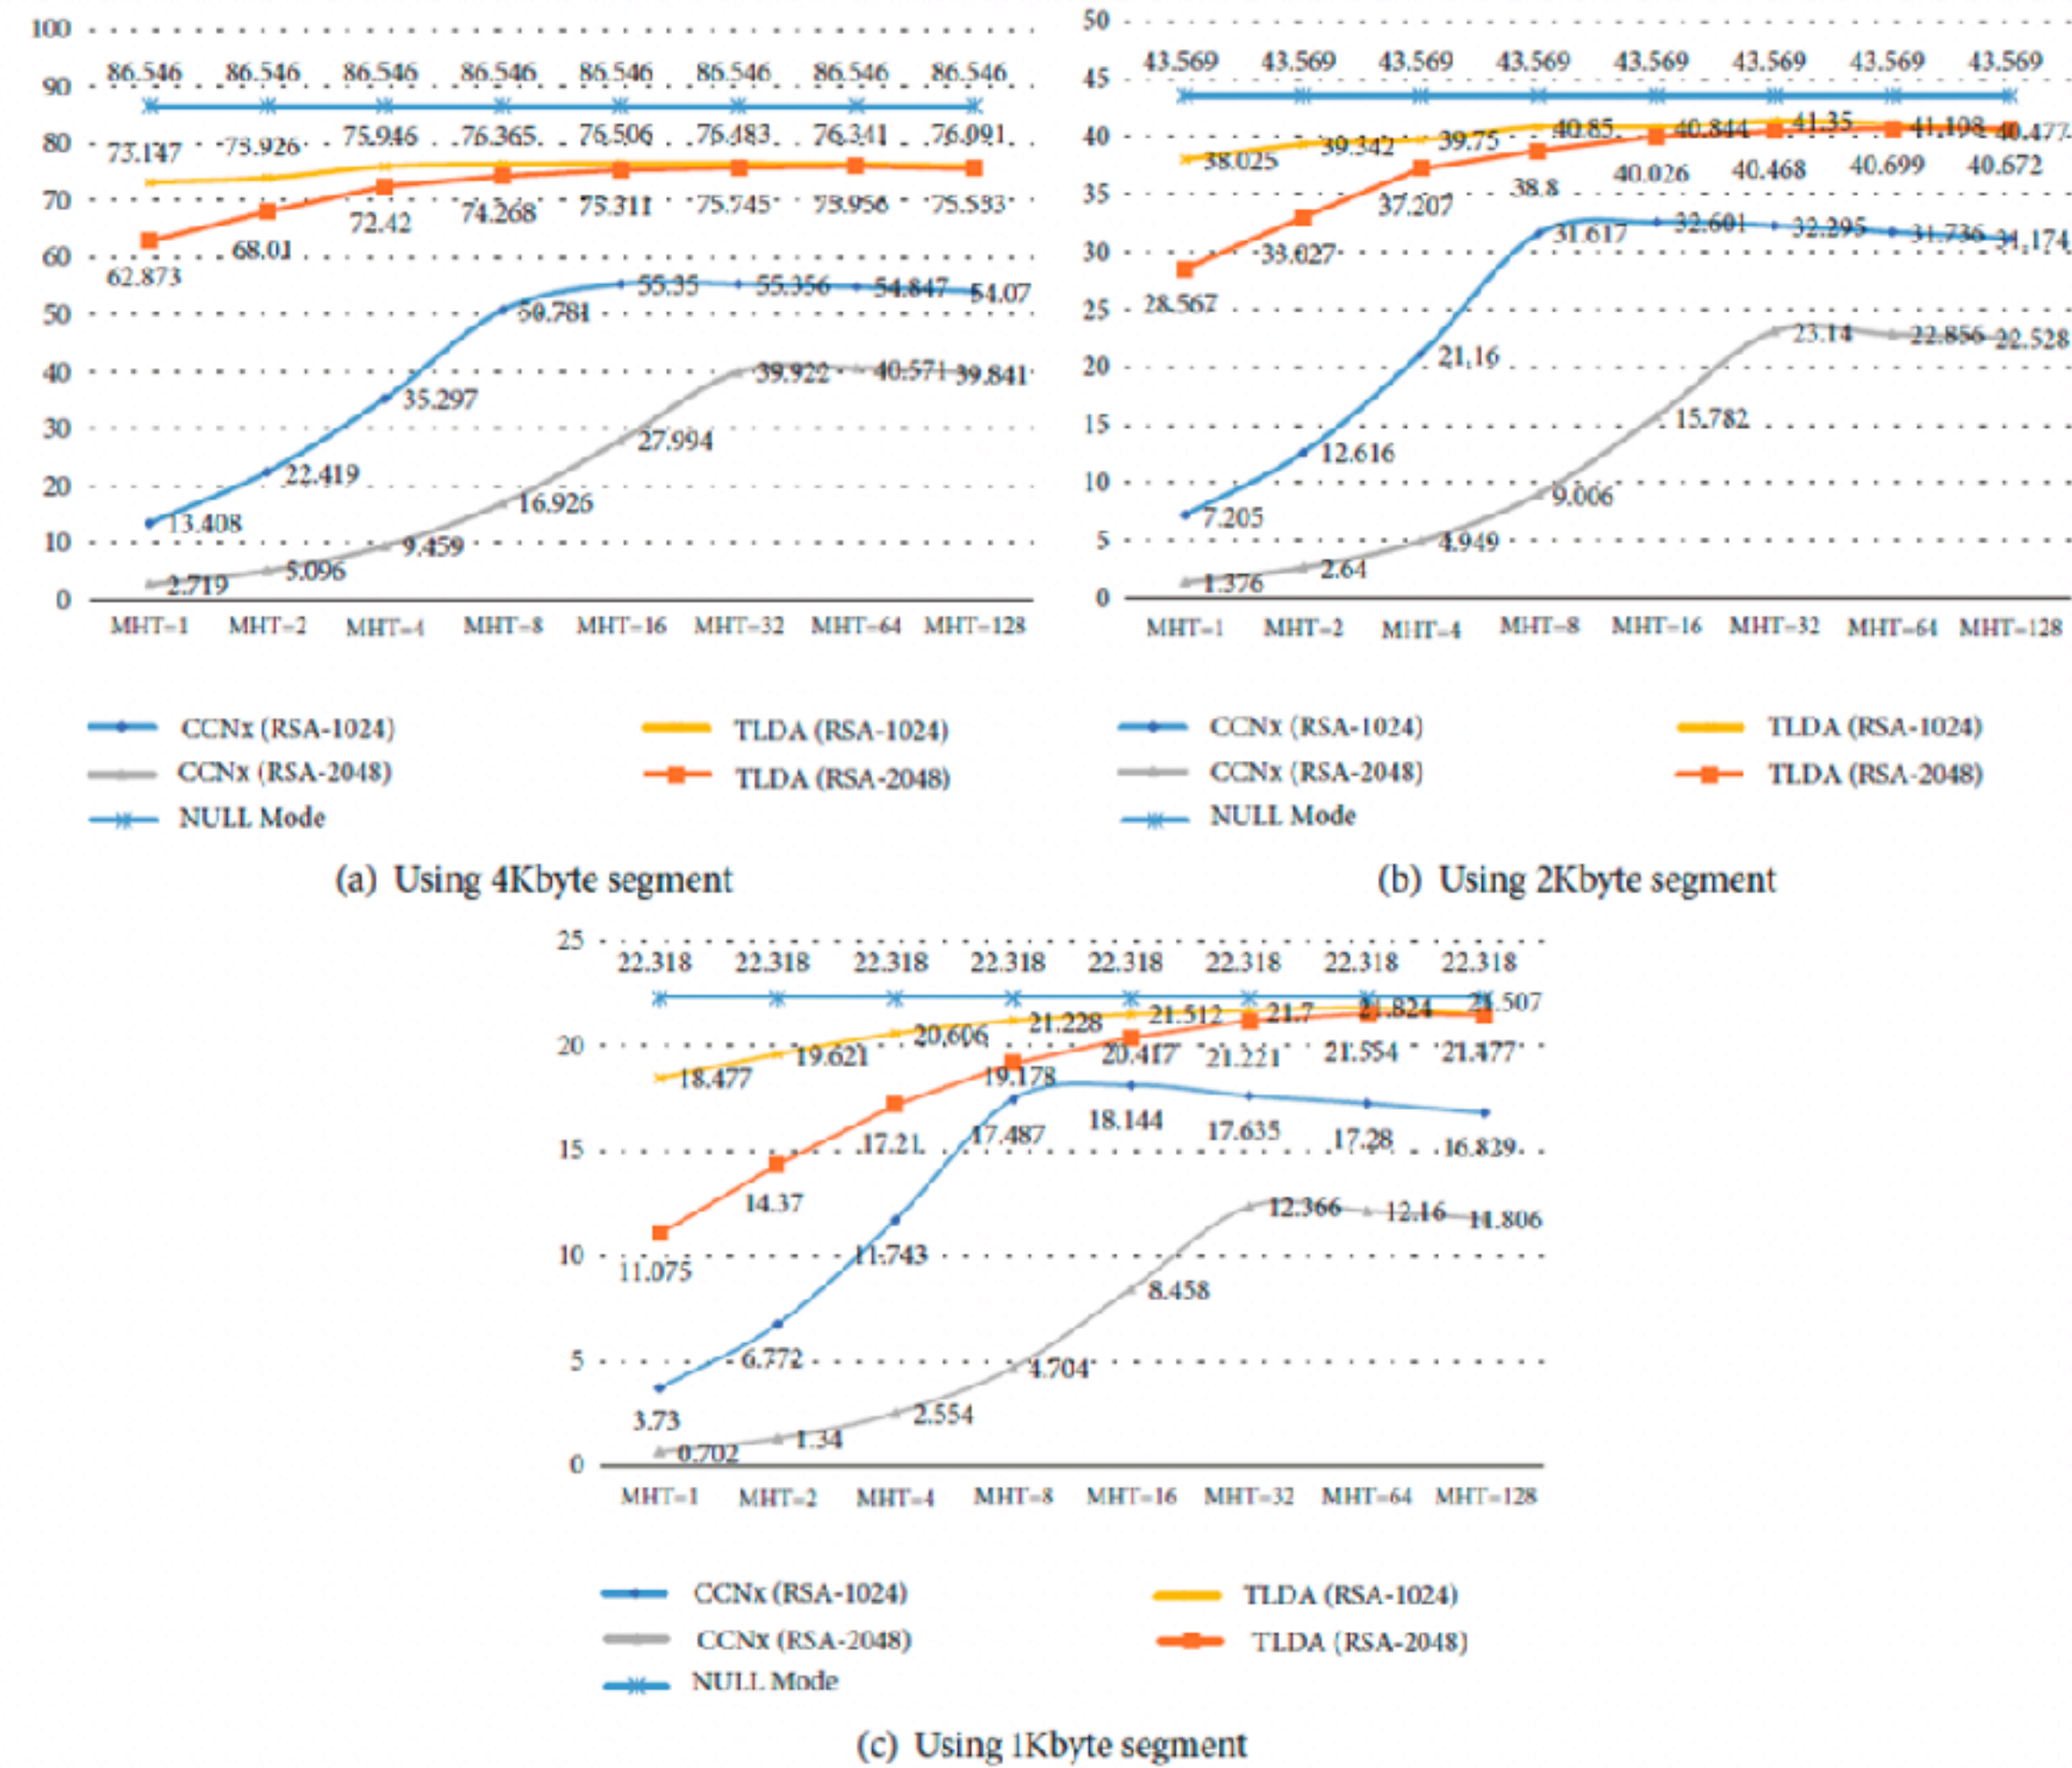 100
86.546 86.546 86.546 86.546 86.546 86.546 86.546 86.546
90
73.147 73.926 75.946 76.365 76.506 76.483 76.341 76.091
80
70
62.873 68.01 72.42 74.268 75.311 75.745 75.956 75.533
60
13.408 22.419 35.297 50.781 55.35 55.356 54.847 54.07
50
40
2.719 5.096 9.459 16.926 27.994 39.922 40.571 39.841
30
20
10
0
MHT=1 MHT=2 MHT=4 MHT=8 MHT=16 MHT=32 MHT=64 MHT=128
CCNx (RSA-1024) TLDA (RSA-1024)
CCNx (RSA-2048) TLDA (RSA-2048)
NULL Mode
(a) Using 4Kbyte segment
50
43.569 43.569 43.569 43.569 43.569 43.569 43.569 43.569
45
38.025 39.342 39.75 40.85 40.844 41.35 41.108 40.477
40
28.567 33.027 37.207 38.8 40.026 40.468 40.699 40.672
35
7.205 12.616 21.16 31.617 32.601 32.295 31.736 31.174
30
25
1.376 2.64 4.949 9.006 15.782 23.14 22.856 22.528
20
15
10
5
0
MHT=1 MHT=2 MHT=4 MHT=8 MHT=16 MHT=32 MHT=64 MHT=128
CCNx (RSA-1024) TLDA (RSA-1024)
CCNx (RSA-2048) TLDA (RSA-2048)
NULL Mode
(b) Using 2Kbyte segment
25
22.318 22.318 22.318 22.318 22.318 22.318 22.318 22.318
18.477 19.621 20.606 21.228 21.512 21.7 21.824 21.507
20
11.075 14.37 17.21 19.178 20.417 21.221 21.554 21.477
3.73 6.772 11.743 17.487 18.144 17.635 17.28 16.829
15
0.702 1.34 2.554 4.704 8.458 12.366 12.16 11.806
10
5
0
MHT=1 MHT=2 MHT=4 MHT=8 MHT=16 MHT=32 MHT=64 MHT=128
CCNx (RSA-1024) TLDA (RSA-1024)
CCNx (RSA-2048) TLDA (RSA-2048)
NULL Mode
(c) Using 1Kbyte segment